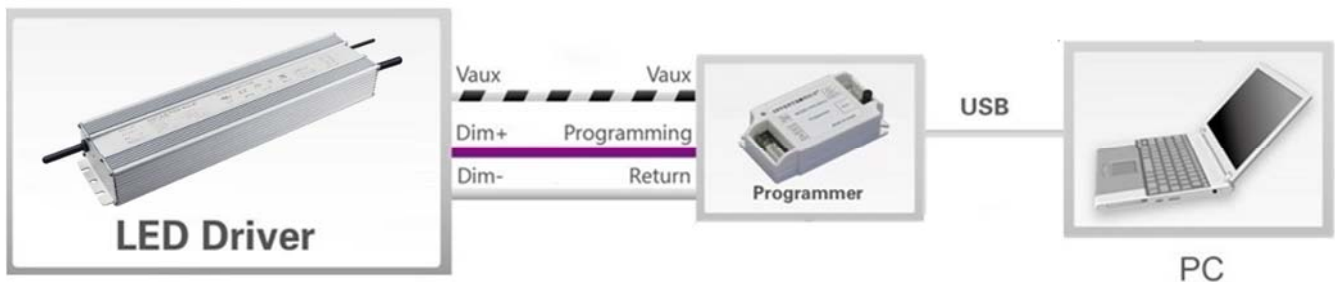 Vaux Vaux
Dim+ Programming
Dim- Return
USB
Programmer
LED Driver
PC